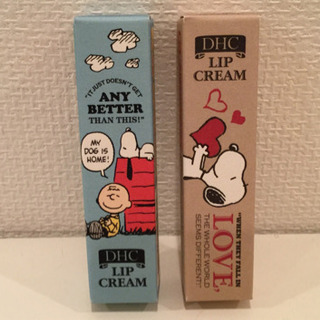 "IT JUST DOESN'T GET
ANY
BETTER
THAN THIS!"
MY
DOG IS
HOME!
DHC
LIP
CREAM
DHC
LIP
CREAM
"WHEN THEY FALL IN
LOVE,
THE WHOLE WORLD
SEEMS DIFFERENT!"